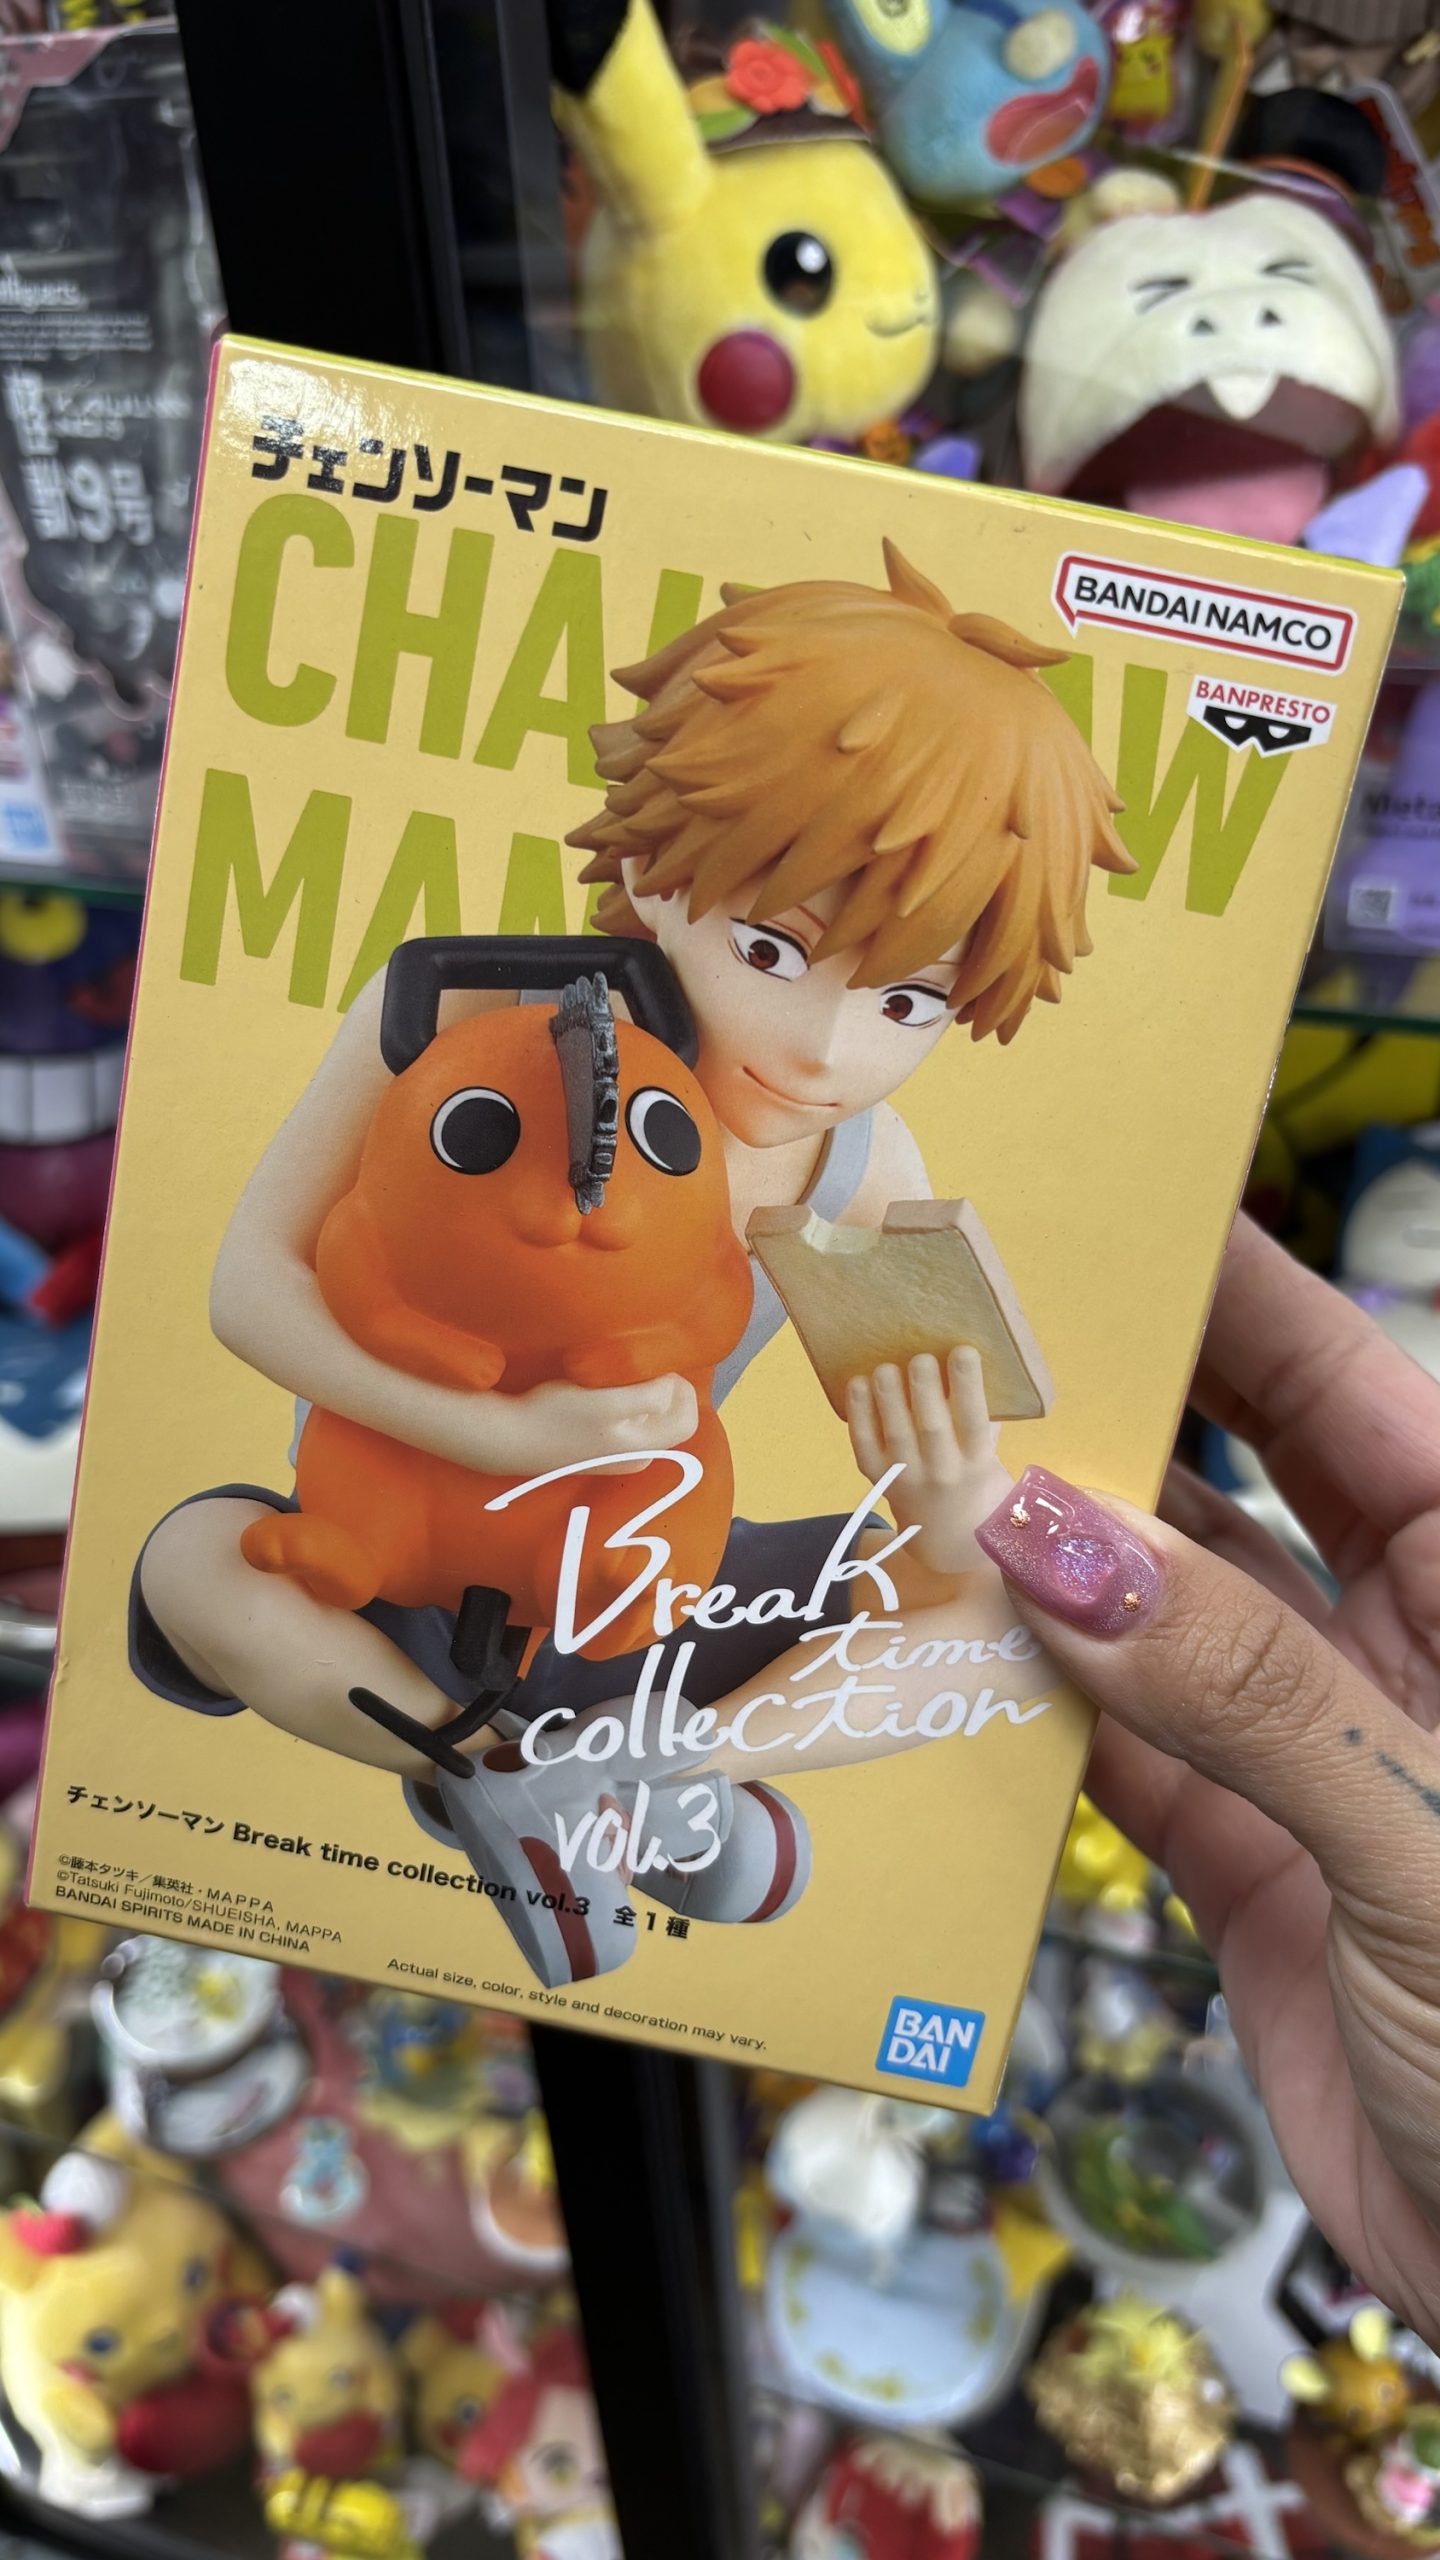 チェンソーマン
CHAINSAW
MAN
BANDAI NAMCO
BANPRESTO
Break
time
collection
vol.3
チェンソーマン Break time collection vol.3 全1種
©藤本タツキ／集英社・MAPPA
©Tatsuki Fujimoto/SHUEISHA, MAPPA
BANDAI SPIRITS MADE IN CHINA
Actual size, color, style and decoration may vary.
BAN
DAI